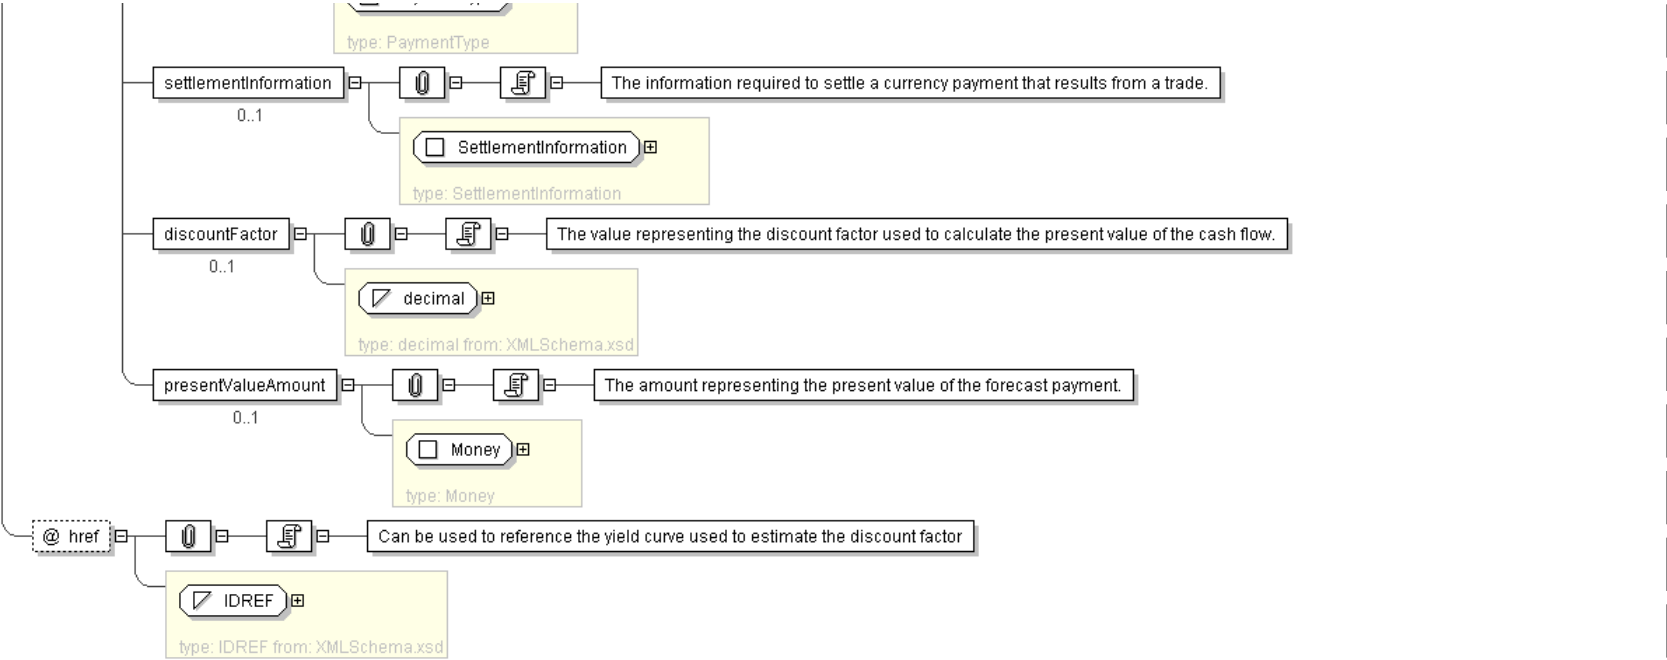 type: PaymentType
settlementInformation
The information required to settle a currency payment that results from a trade.
0..1
SettlementInformation
type: SettlementInformation
discountFactor
The value representing the discount factor used to calculate the present value of the cash flow.
0..1
decimal
type: decimal from: XMLSchema.xsd
presentValueAmount
The amount representing the present value of the forecast payment.
0..1
Money
type: Money
@ href
Can be used to reference the yield curve used to estimate the discount factor
IDREF
type: IDREF from: XMLSchema.xsd